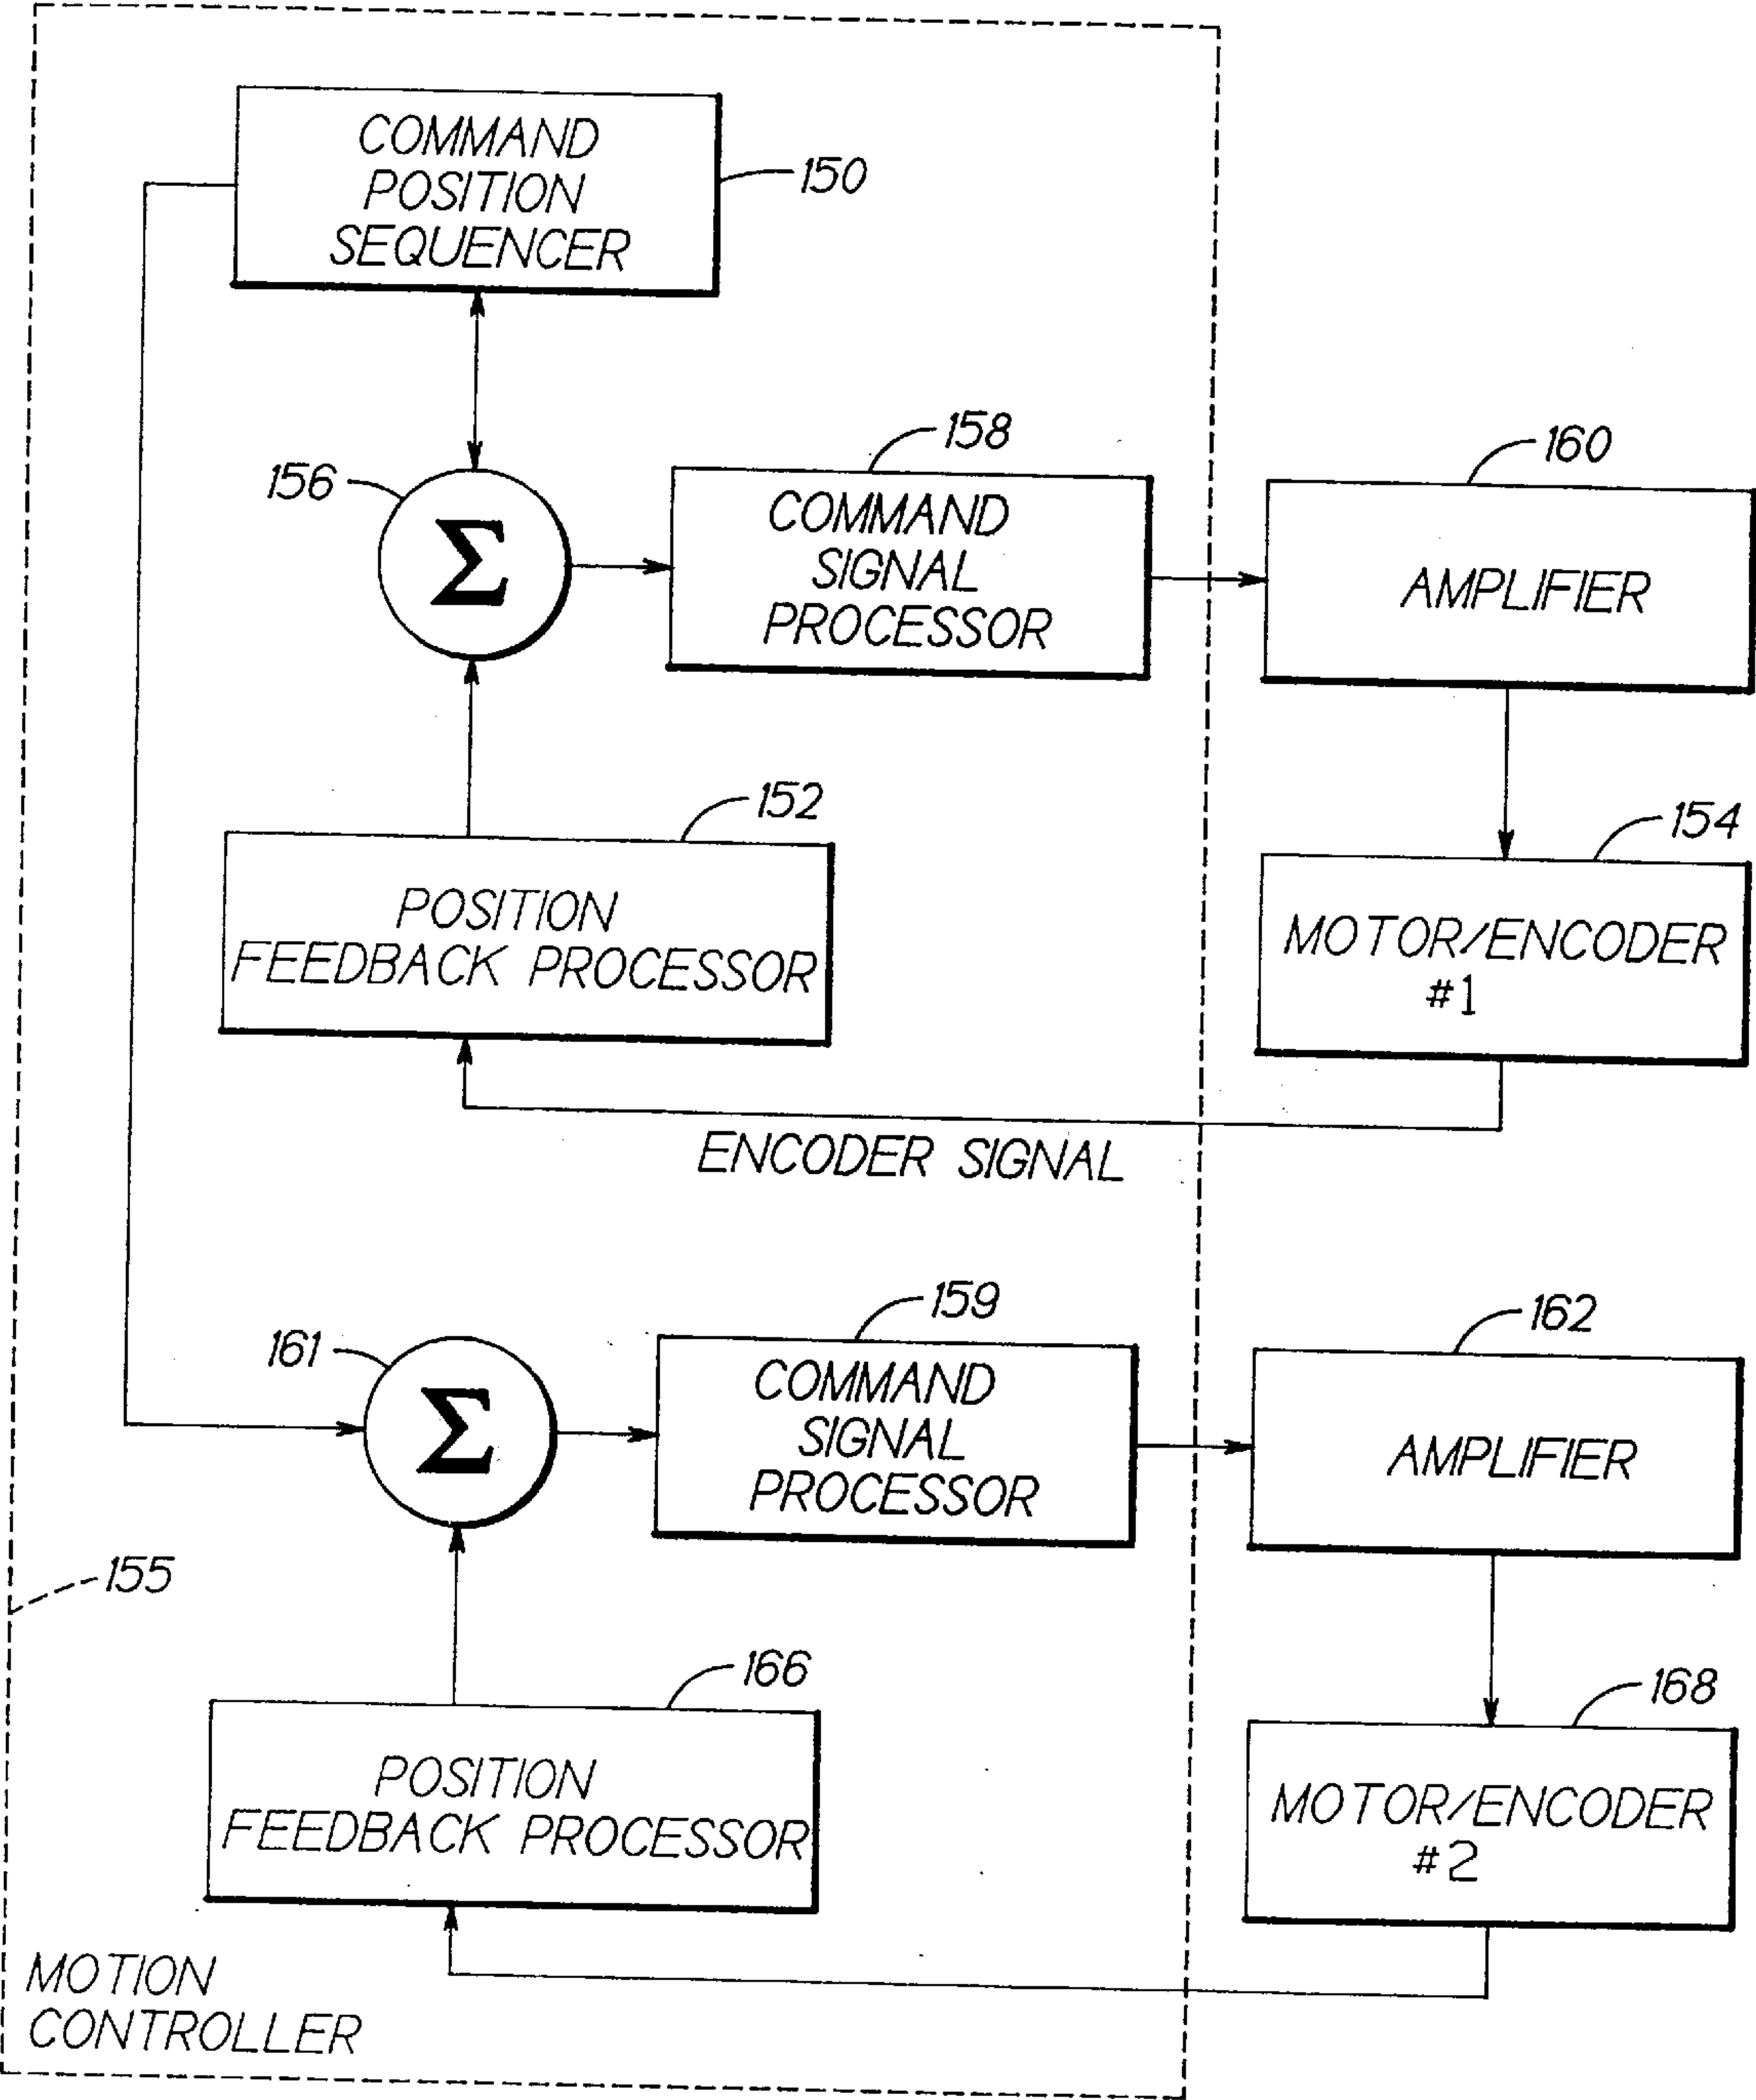 COMMAND
POSITION
SEQUENCER
150
156
Σ
158
COMMAND
SIGNAL
PROCESSOR
160
AMPLIFIER
152
POSITION
FEEDBACK PROCESSOR
154
MOTOR/ENCODER
#1
ENCODER SIGNAL
161
Σ
159
COMMAND
SIGNAL
PROCESSOR
162
AMPLIFIER
155
166
POSITION
FEEDBACK PROCESSOR
168
MOTOR/ENCODER
#2
MOTION
CONTROLLER